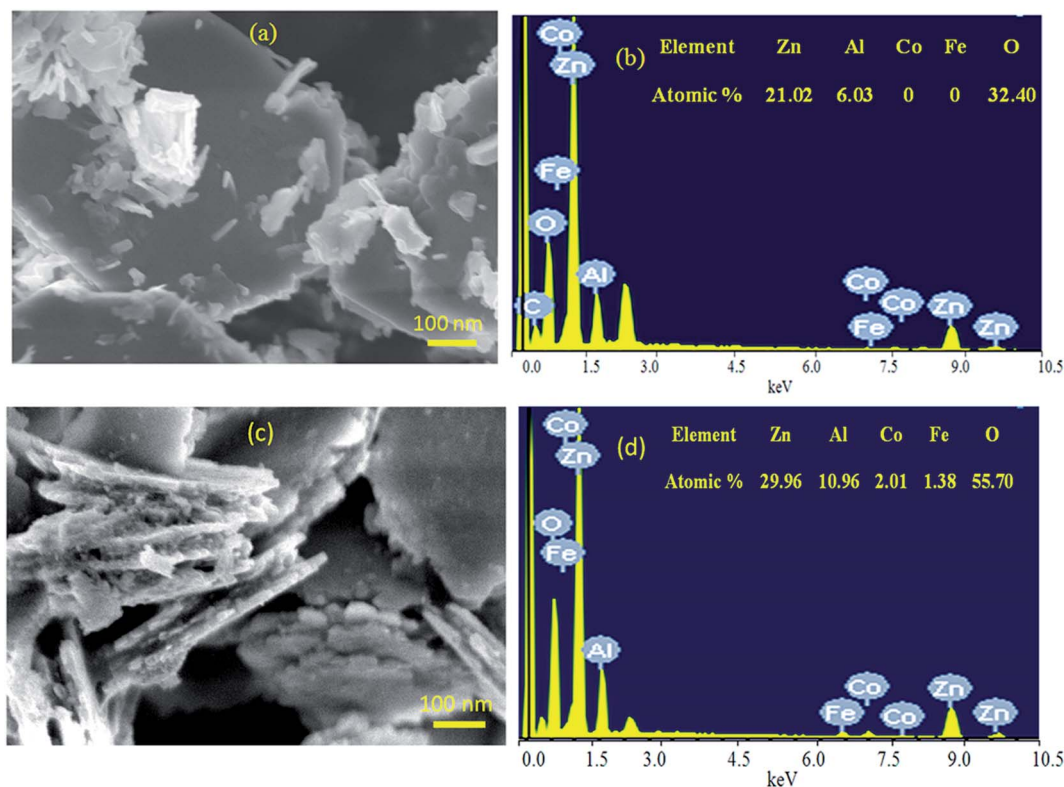 (a)
100 nm
(b)
Element Zn Al Co Fe O
Atomic % 21.02 6.03 0 0 32.40
Co
Zn
Fe
O
Al
C
Co
Co
Zn
Fe
Zn
0.0 1.5 3.0 4.5 6.0 7.5 9.0 10.5
keV
(c)
100 nm
(d)
Element Zn Al Co Fe O
Atomic % 29.96 10.96 2.01 1.38 55.70
Co
Zn
O
Fe
Al
Co
Zn
Fe
Co
Zn
0.0 1.5 3.0 4.5 6.0 7.5 9.0 10.5
keV